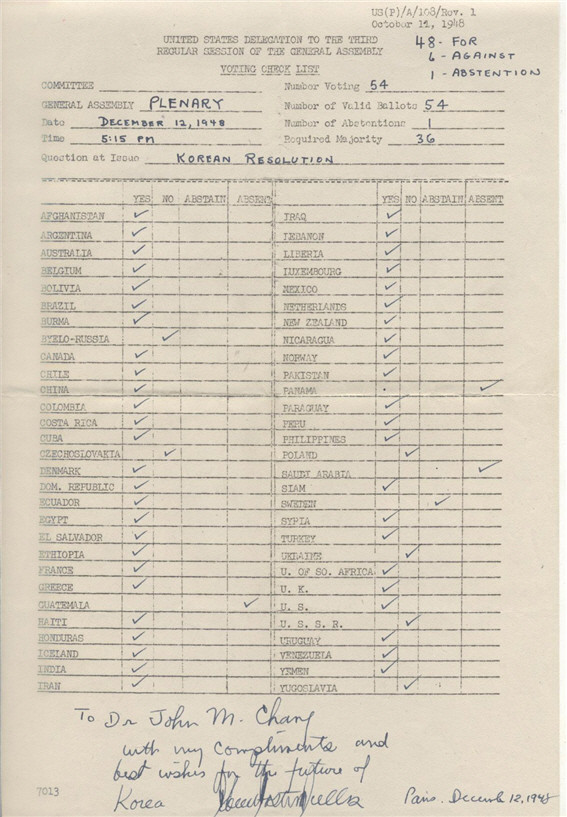 US(P)/A/108/Rev. 1
October 11, 1948
UNITED STATES DELEGATION TO THE THIRD
REGULAR SESSION OF THE GENERAL ASSEMBLY
VOTING CHECK LIST
48 - FOR
6 - AGAINST
1 - ABSTENTION
COMMITTEE Number Voting 54
GENERAL ASSEMBLY PLENARY Number of Valid Ballots 54
Date DECEMBER 12, 1948 Number of Abstentions 1
Time 5:15 PM Required Majority 36
Question at Issue KOREAN RESOLUTION
YES NO ABSTAIN ABSENT YES NO ABSTAIN ABSENT
AFGHANISTAN IRAQ
ARGENTINA LEBANON
AUSTRALIA LIBERIA
BELGIUM LUXEMBOURG
BOLIVIA MEXICO
BRAZIL NETHERLANDS
BURMA NEW ZEALAND
BYELO-RUSSIA NICARAGUA
CANADA NORWAY
CHILE PAKISTAN
CHINA PANAMA
COLOMBIA PARAGUAY
COSTA RICA PERU
CUBA PHILIPPINES
CZECHOSLOVAKIA POLAND
DENMARK SAUDI ARABIA
DOM. REPUBLIC SIAM
ECUADOR SWEDEN
EGYPT SYRIA
EL SALVADOR TURKEY
ETHIOPIA UKRAINE
FRANCE U. OF SO. AFRICA
GREECE U. K.
GUATEMALA U. S.
HAITI U. S. S. R.
HONDURAS URUGUAY
ICELAND VENEZUELA
INDIA YEMEN
IRAN YUGOSLAVIA
To Dr John M. Chang
with my compliments and
best wishes for the future of
Korea
Paris. December 12, 1948
7013